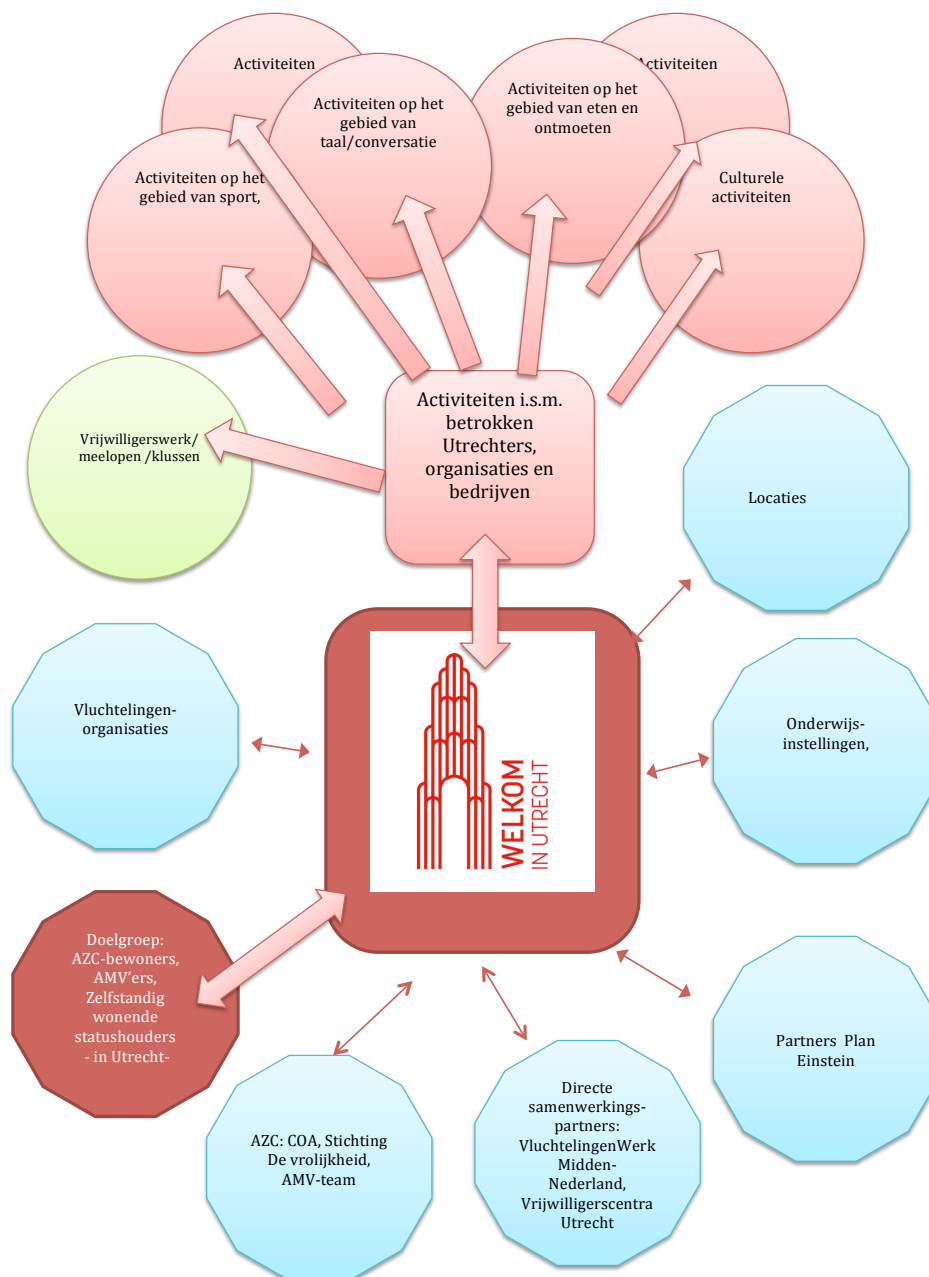 Activiteiten
Activiteiten op het
gebied van
taal/conversatie
Activiteiten op het
gebied van eten en
ontmoeten
Activiteiten
Activiteiten op het
gebied van sport,
Culturele
activiteiten
Vrijwilligerswerk/
meelopen /klussen
Activiteiten i.s.m.
betrokken
Utrechters,
organisaties en
bedrijven
Locaties
Vluchtelingen-
organisaties
WELKOM
IN UTRECHT
Onderwijs-
instellingen,
Doelgroep:
AZC-bewoners,
AMV’ers,
Zelfstandig
wonende
statushouders
- in Utrecht-
AZC: COA, Stichting
De vrolijkheid,
AMV-team
Directe
samenwerkings-
partners:
VluchtelingenWerk
Midden-
Nederland,
Vrijwilligerscentra
Utrecht
Partners  Plan
Einstein